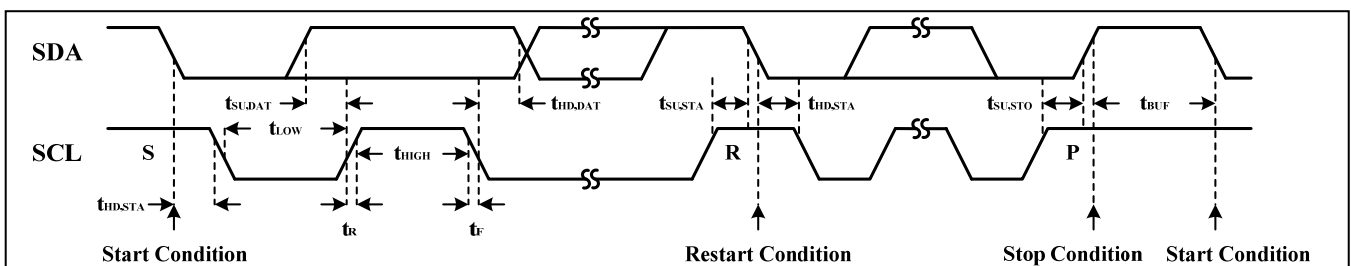 SDA
tSU,DAT
tHD,DAT
tSU,STA
tHD,STA
tSU,STO
tBUF
tLOW
SCL
S
tHIGH
R
P
tHD,STA
tR
tF
Start Condition
Restart Condition
Stop Condition
Start Condition